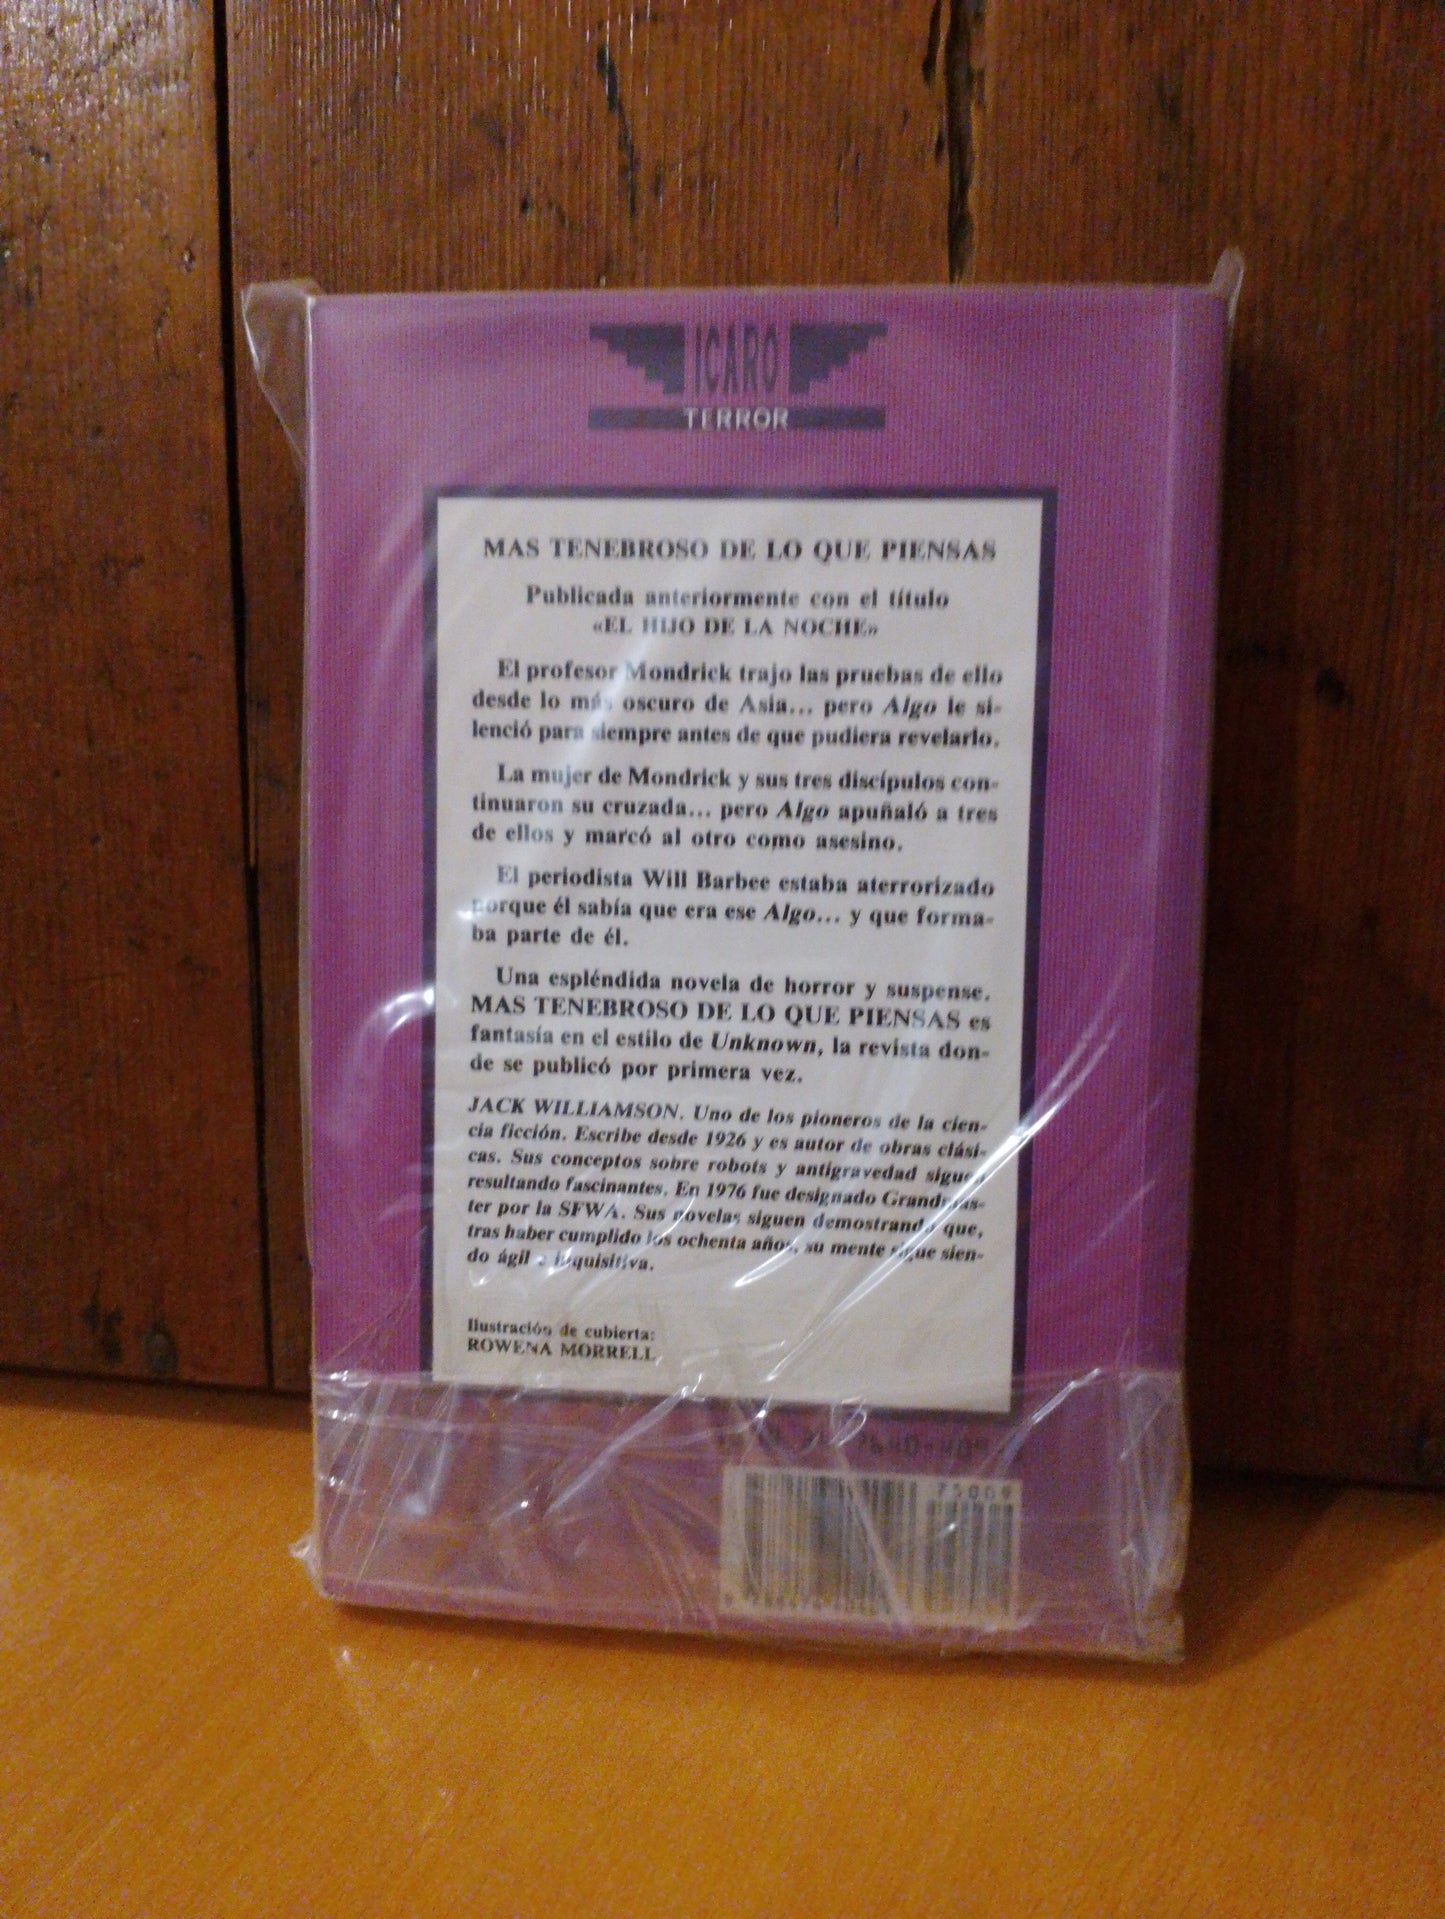 ICARO
TERROR
MAS TENEBROSO DE LO QUE PIENSAS
Publicada anteriormente con el título
«EL HIJO DE LA NOCHE»
El profesor Mondrick trajo las pruebas de ello
desde lo más oscuro de Asia... pero Algo le si-
lenció para siempre antes de que pudiera revelarlo.
La mujer de Mondrick y sus tres discípulos con-
tinuaron su cruzada... pero Algo apuñaló a tres
de ellos y marcó al otro como asesino.
El periodista Will Barbee estaba aterrorizado
porque él sabía que era ese Algo... y que forma-
ba parte de él.
Una espléndida novela de horror y suspense.
MAS TENEBROSO DE LO QUE PIENSAS es
fantasía en el estilo de Unknown, la revista don-
de se publicó por primera vez.
JACK WILLIAMSON. Uno de los pioneros de la cien-
cia ficción. Escribe desde 1926 y es autor de obras clási-
cas. Sus conceptos sobre robots y antigravedad siguen
resultando fascinantes. En 1976 fue designado Grandmas-
ter por la SFWA. Sus novelas siguen demostrando que,
tras haber cumplido los ochenta años, su mente sigue sien-
do ágil e inquisitiva.
Ilustración de cubierta:
ROWENA MORRELL